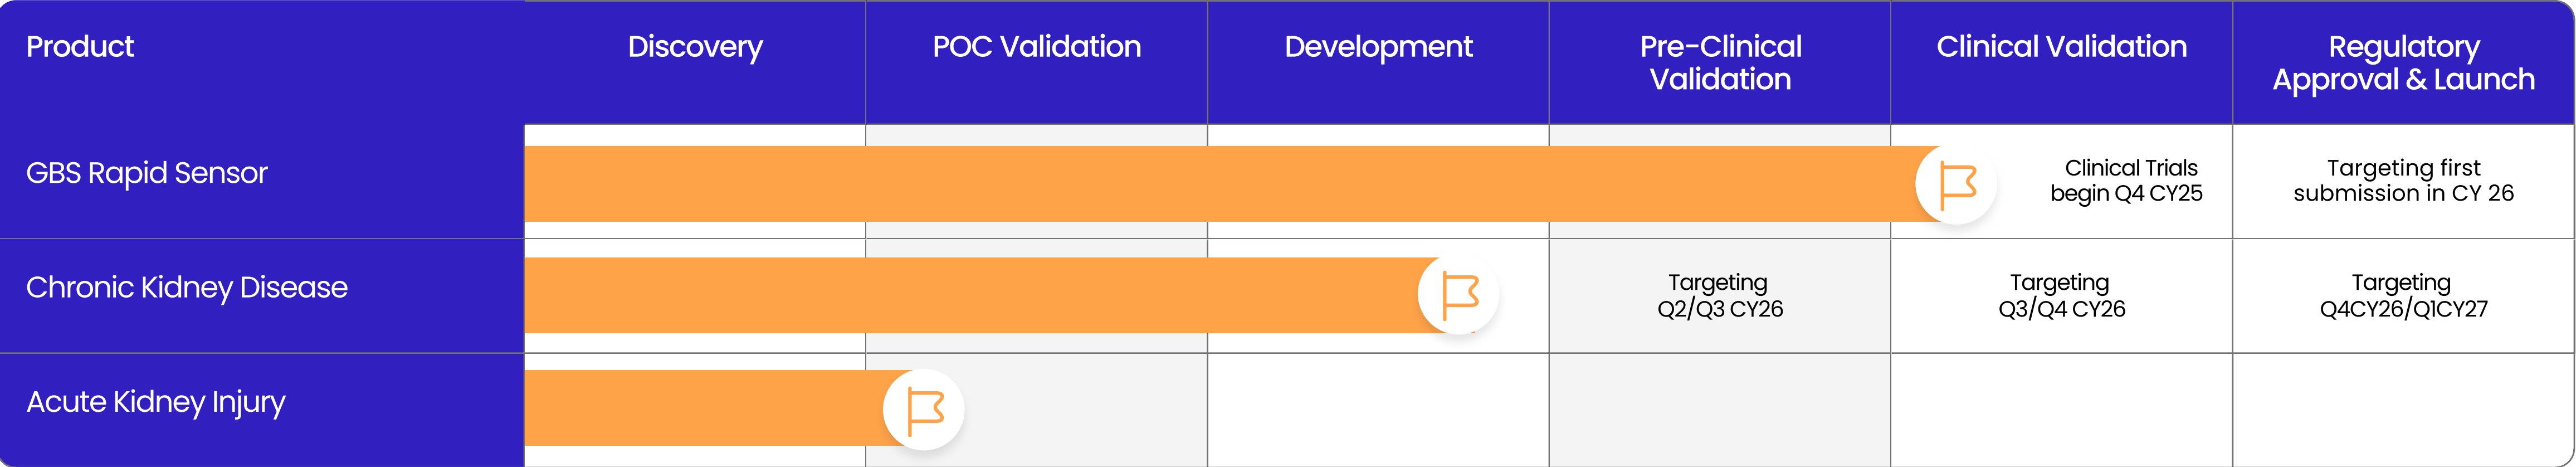 Product
Discovery
POC Validation
Development
Pre-Clinical
Validation
Clinical Validation
Regulatory
Approval & Launch
GBS Rapid Sensor
Clinical Trials
begin Q4 CY25
Targeting first
submission in CY 26
Chronic Kidney Disease
Targeting
Q2/Q3 CY26
Targeting
Q3/Q4 CY26
Targeting
Q4CY26/Q1CY27
Acute Kidney Injury